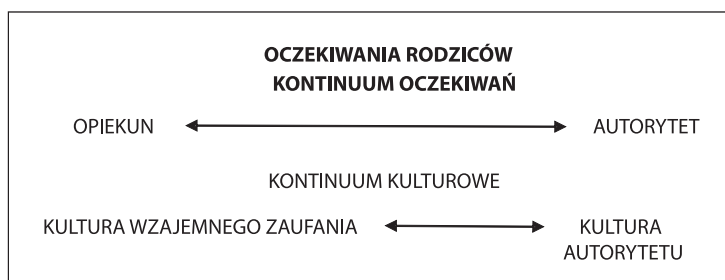 OCZEKIWANIA RODZICÓW
KONTINUUM OCZEKIWAŃ
OPIEKUN AUTORYTET
KONTINUUM KULTUROWE
KULTURA WZAJEMNEGO ZAUFANIA KULTURA
AUTORYTETU